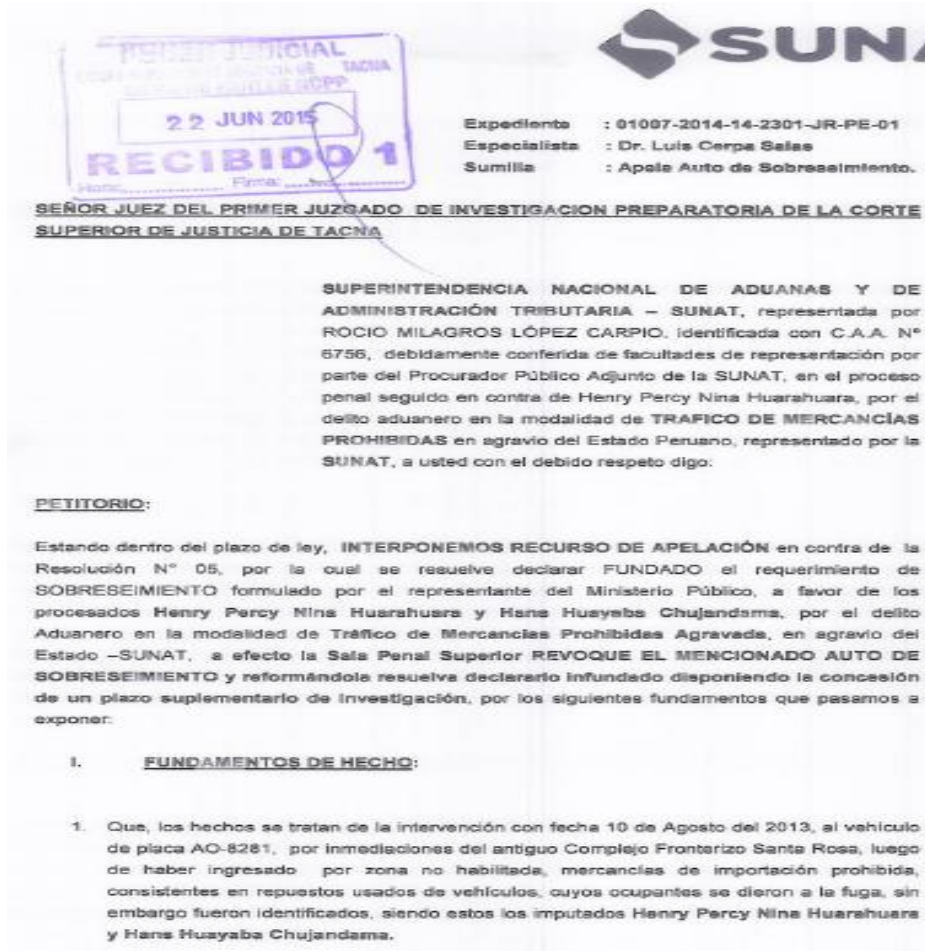 PODER JUDICIAL
TACNA
22 JUN 2015
RECIBIDO 1
Hora: Firma:
SUNA
Expediente : 01007-2014-14-2301-JR-PE-01
Especialista : Dr. Luis Cerpa Salas
Sumilla : Apela Auto de Sobreseimiento.
SEÑOR JUEZ DEL PRIMER JUZGADO DE INVESTIGACION PREPARATORIA DE LA CORTE
SUPERIOR DE JUSTICIA DE TACNA
SUPERINTENDENCIA NACIONAL DE ADUANAS Y DE
ADMINISTRACIÓN TRIBUTARIA – SUNAT, representada por
ROCIO MILAGROS LÓPEZ CARPIO, identificada con C.A.A. N°
6756, debidamente conferida de facultades de representación por
parte del Procurador Público Adjunto de la SUNAT, en el proceso
penal seguido en contra de Henry Percy Nina Huarahuara, por el
delito aduanero en la modalidad de TRAFICO DE MERCANCÍAS
PROHIBIDAS en agravio del Estado Peruano, representado por la
SUNAT, a usted con el debido respeto digo:
PETITORIO:
Estando dentro del plazo de ley, INTERPONEMOS RECURSO DE APELACIÓN en contra de la
Resolución N° 05, por la cual se resuelve declarar FUNDADO el requerimiento de
SOBRESEIMIENTO formulado por el representante del Ministerio Público, a favor de los
procesados Henry Percy Nina Huarahuara y Hans Huayaba Chujandama, por el delito
Aduanero en la modalidad de Tráfico de Mercancías Prohibidas Agravada, en agravio del
Estado –SUNAT, a efecto la Sala Penal Superior REVOQUE EL MENCIONADO AUTO DE
SOBRESEIMIENTO y reformándola resuelva declararlo infundado disponiendo la concesión
de un plazo suplementario de investigación, por los siguientes fundamentos que pasamos a
exponer:
I. FUNDAMENTOS DE HECHO:
1. Que, los hechos se tratan de la intervención con fecha 10 de Agosto del 2013, al vehículo
de placa AO-8281, por inmediaciones del antiguo Complejo Fronterizo Santa Rosa, luego
de haber ingresado por zona no habilitada, mercancías de importación prohibida,
consistentes en repuestos usados de vehículos, cuyos ocupantes se dieron a la fuga, sin
embargo fueron identificados, siendo estos los imputados Henry Percy Nina Huarahuara
y Hans Huayaba Chujandama.